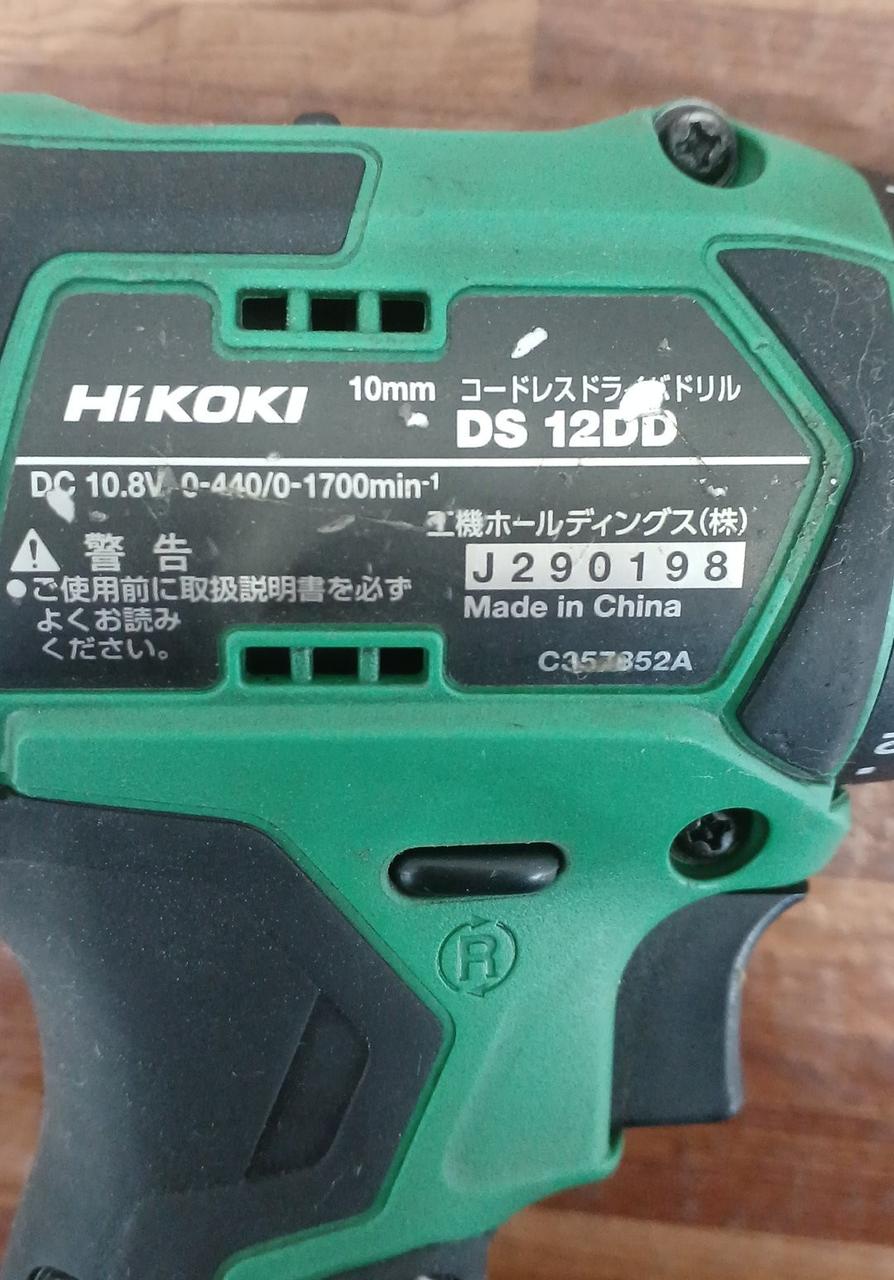 HiKOKI
10mm コードレスドライバドリル
DS 12DD
DC 10.8V 0-440/0-1700min-1
工機ホールディングス(株)
J290198
Made in China
C357852A
警告
●ご使用前に取扱説明書を必ず
よくお読み
ください。
R
2